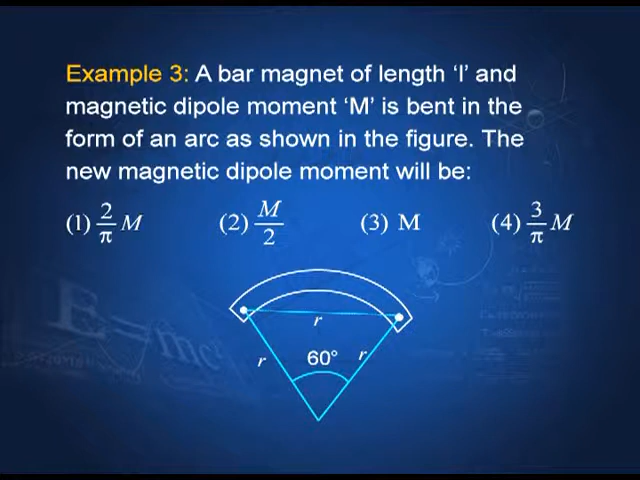 Example 3: A bar magnet of length ‘l’ and
magnetic dipole moment ‘M’ is bent in the
form of an arc as shown in the figure. The
new magnetic dipole moment will be:
(1) 2/π M (2) M/2 (3) M (4) 3/π M
r
r 60° r
E=mc²